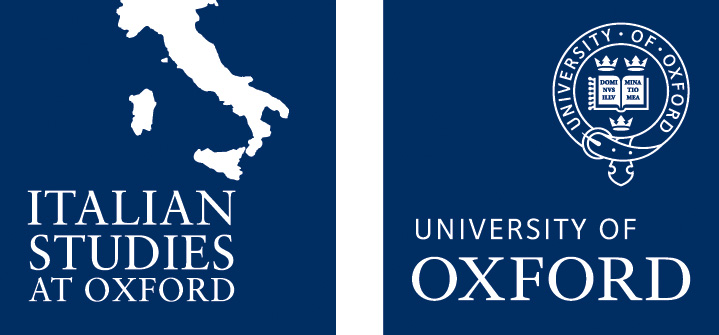 ITALIAN
STUDIES
AT OXFORD
UNIVERSITY · OF · OXFORD
DOMI MINA
NVS TIO
ILLV MEA
UNIVERSITY OF
OXFORD